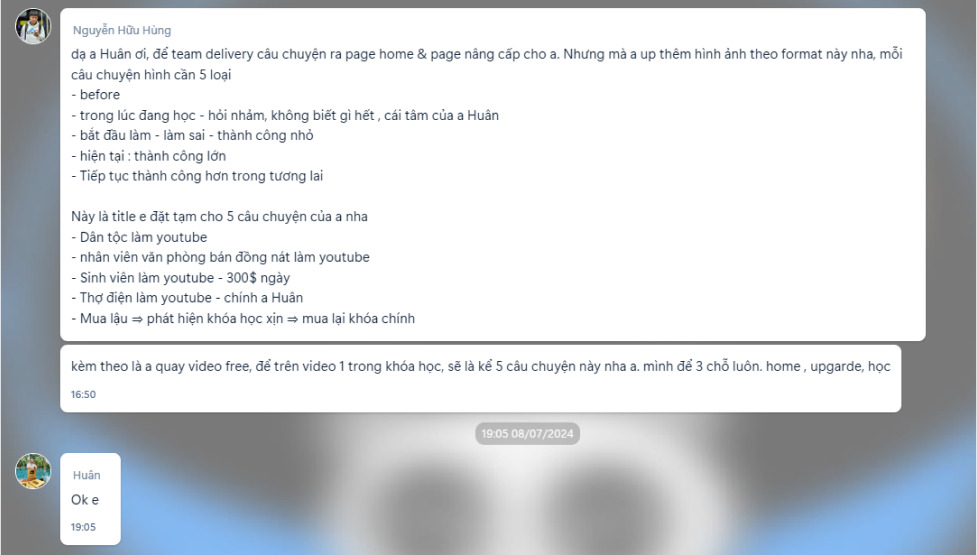 Nguyễn Hữu Hùng
dạ a Huân ơi, để team delivery câu chuyện ra page home & page nâng cấp cho a. Nhưng mà a up thêm hình ảnh theo format này nha, mỗi
câu chuyện hình cần 5 loại
- before
- trong lúc đang học - hỏi nhảm, không biết gì hết , cái tâm của a Huân
- bắt đầu làm - làm sai - thành công nhỏ
- hiện tại : thành công lớn
- Tiếp tục thành công hơn trong tương lai
Này là title e đặt tạm cho 5 câu chuyện của a nha
- Dân tộc làm youtube
- nhân viên văn phòng bán đồng nát làm youtube
- Sinh viên làm youtube - 300$ ngày
- Thợ điện làm youtube - chính a Huân
- Mua lậu ⇒ phát hiện khóa học xịn ⇒ mua lại khóa chính
kèm theo là a quay video free, để trên video 1 trong khóa học, sẽ là kể 5 câu chuyện này nha a. mình để 3 chỗ luôn. home , upgarde, học
16:50
19:05 08/07/2024
Huân
Ok e
19:05